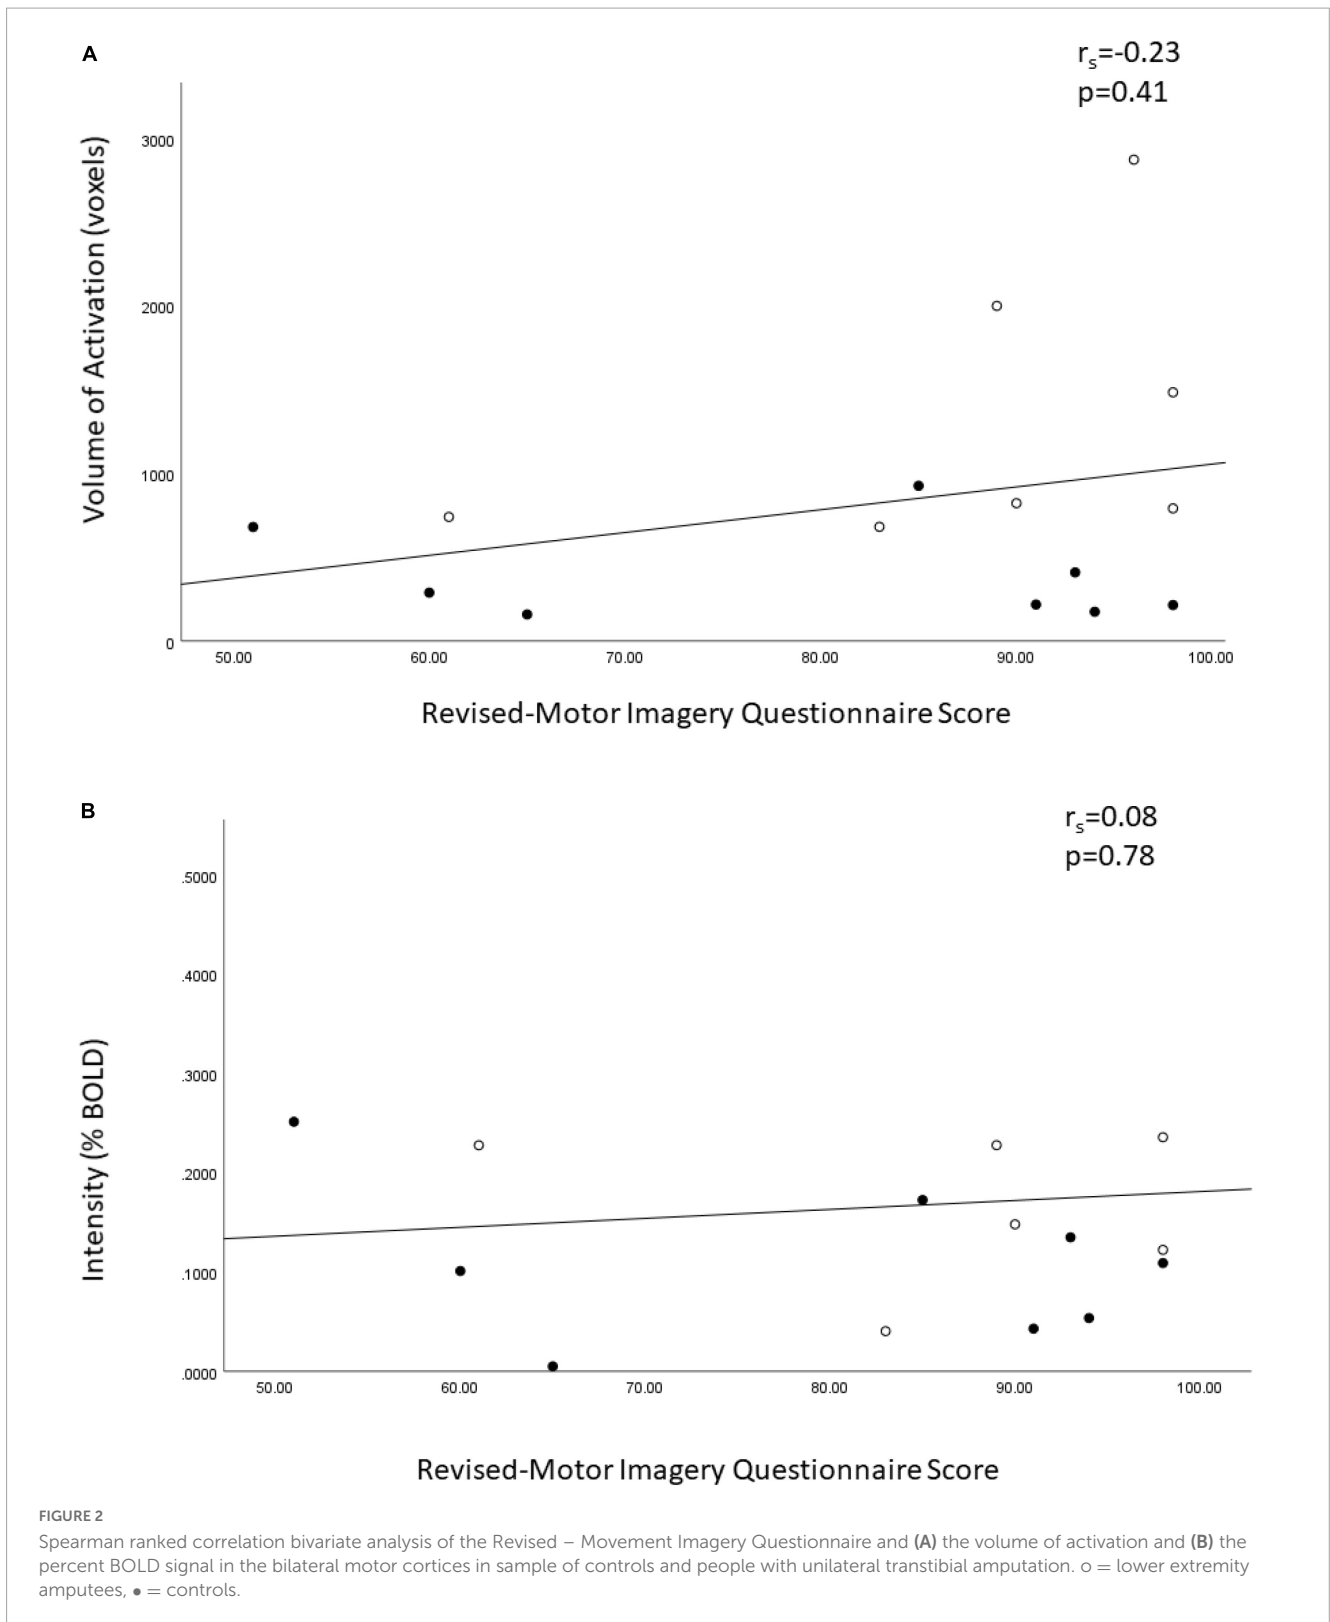 A
rs=-0.23
p=0.41
Volume of Activation (voxels)
3000
2000
1000
0
50.00 60.00 70.00 80.00 90.00 100.00
Revised-Motor Imagery Questionnaire Score
B
rs=0.08
p=0.78
Intensity (% BOLD)
.5000
.4000
.3000
.2000
.1000
.0000
50.00 60.00 70.00 80.00 90.00 100.00
Revised-Motor Imagery Questionnaire Score
FIGURE 2
Spearman ranked correlation bivariate analysis of the Revised – Movement Imagery Questionnaire and (A) the volume of activation and (B) the
percent BOLD signal in the bilateral motor cortices in sample of controls and people with unilateral transtibial amputation. o = lower extremity
amputees, • = controls.